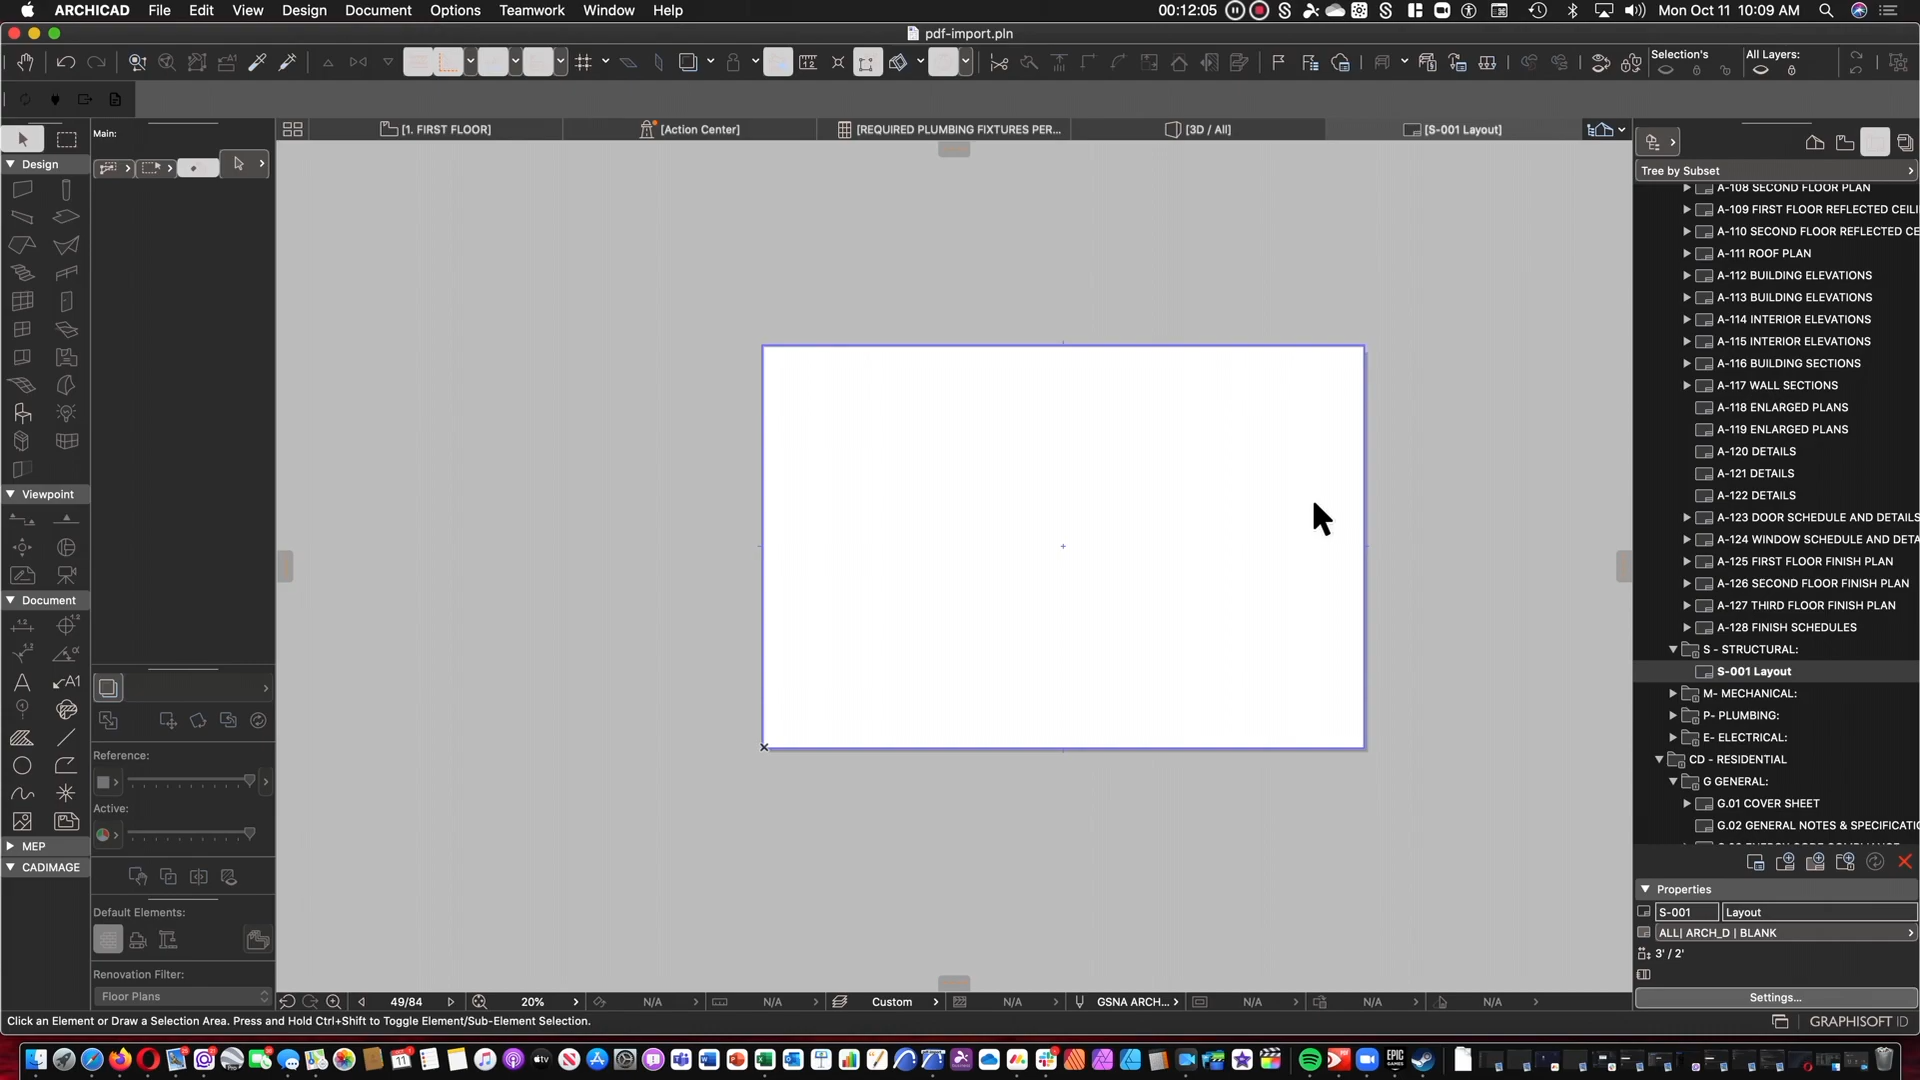 ARCHICAD File Edit View Design Document Options Teamwork Window Help
00:12:05 Mon Oct 11 10:09 AM
pdf-import.pln
Selection's All Layers:
Main:
[1. FIRST FLOOR] [Action Center] [REQUIRED PLUMBING FIXTURES PER... [3D / All] [S-001 Layout]
Design
Viewpoint
Document
MEP
CADIMAGE
Reference:
Active:
Default Elements:
Renovation Filter:
Floor Plans
Tree by Subset
A-108 SECOND FLOOR PLAN
A-109 FIRST FLOOR REFLECTED CEILI
A-110 SECOND FLOOR REFLECTED CE
A-111 ROOF PLAN
A-112 BUILDING ELEVATIONS
A-113 BUILDING ELEVATIONS
A-114 INTERIOR ELEVATIONS
A-115 INTERIOR ELEVATIONS
A-116 BUILDING SECTIONS
A-117 WALL SECTIONS
A-118 ENLARGED PLANS
A-119 ENLARGED PLANS
A-120 DETAILS
A-121 DETAILS
A-122 DETAILS
A-123 DOOR SCHEDULE AND DETAILS
A-124 WINDOW SCHEDULE AND DETA
A-125 FIRST FLOOR FINISH PLAN
A-126 SECOND FLOOR FINISH PLAN
A-127 THIRD FLOOR FINISH PLAN
A-128 FINISH SCHEDULES
S - STRUCTURAL:
S-001 Layout
M- MECHANICAL:
P- PLUMBING:
E- ELECTRICAL:
CD - RESIDENTIAL
G GENERAL:
G.01 COVER SHEET
G.02 GENERAL NOTES & SPECIFICATIO
Properties
S-001 Layout
ALL| ARCH_D | BLANK
3' / 2'
Settings...
49/84 20% N/A N/A Custom N/A GSNA ARCH... N/A N/A N/A
Click an Element or Draw a Selection Area. Press and Hold Ctrl+Shift to Toggle Element/Sub-Element Selection.
GRAPHISOFT ID